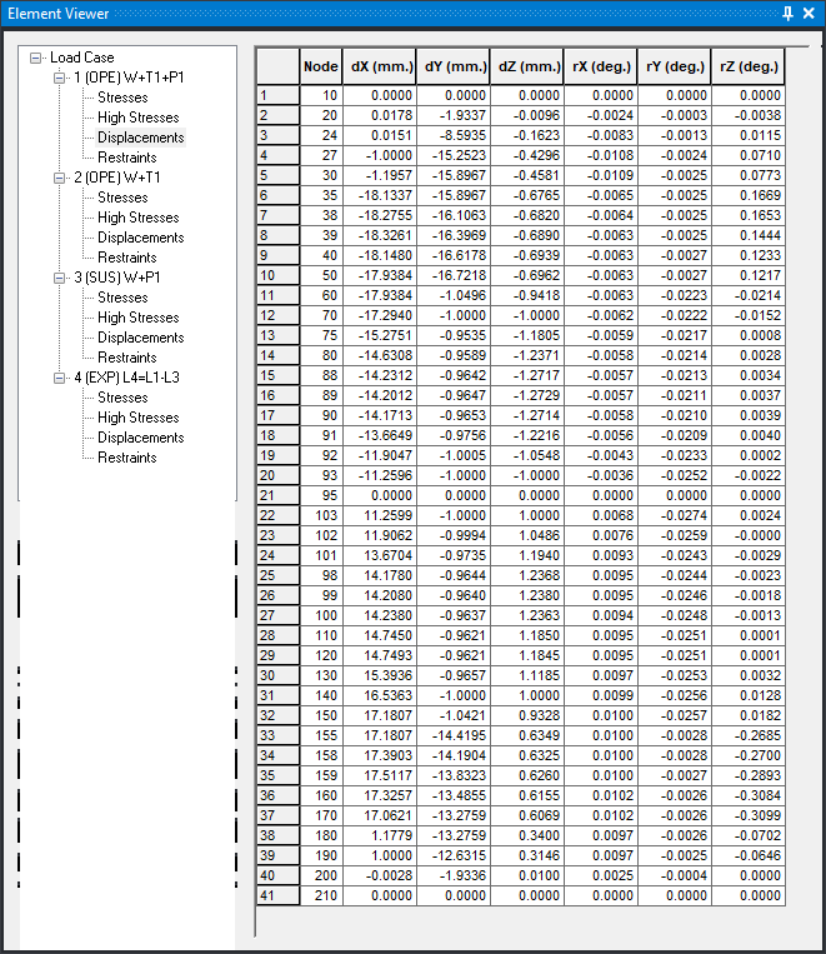 Element Viewer
Load Case
1 (OPE) W+T1+P1
Stresses
High Stresses
Displacements
Restraints
2 (OPE) W+T1
Stresses
High Stresses
Displacements
Restraints
3 (SUS) W+P1
Stresses
High Stresses
Displacements
Restraints
4 (EXP) L4=L1-L3
Stresses
High Stresses
Displacements
Restraints
Node dX (mm.) dY (mm.) dZ (mm.) rX (deg.) rY (deg.) rZ (deg.)
1 10 0.0000 0.0000 0.0000 0.0000 0.0000 0.0000
2 20 0.0178 -1.9337 -0.0096 -0.0024 -0.0003 -0.0038
3 24 0.0151 -8.5935 -0.1623 -0.0083 -0.0013 0.0115
4 27 -1.0000 -15.2523 -0.4296 -0.0108 -0.0024 0.0710
5 30 -1.1957 -15.8967 -0.4581 -0.0109 -0.0025 0.0773
6 35 -18.1337 -15.8967 -0.6765 -0.0065 -0.0025 0.1669
7 38 -18.2755 -16.1063 -0.6820 -0.0064 -0.0025 0.1653
8 39 -18.3261 -16.3969 -0.6890 -0.0063 -0.0025 0.1444
9 40 -18.1480 -16.6178 -0.6939 -0.0063 -0.0027 0.1233
10 50 -17.9384 -16.7218 -0.6962 -0.0063 -0.0027 0.1217
11 60 -17.9384 -1.0496 -0.9418 -0.0063 -0.0223 -0.0214
12 70 -17.2940 -1.0000 -1.0000 -0.0062 -0.0222 -0.0152
13 75 -15.2751 -0.9535 -1.1805 -0.0059 -0.0217 0.0008
14 80 -14.6308 -0.9589 -1.2371 -0.0058 -0.0214 0.0028
15 88 -14.2312 -0.9642 -1.2717 -0.0057 -0.0213 0.0034
16 89 -14.2012 -0.9647 -1.2729 -0.0057 -0.0211 0.0037
17 90 -14.1713 -0.9653 -1.2714 -0.0058 -0.0210 0.0039
18 91 -13.6649 -0.9756 -1.2216 -0.0056 -0.0209 0.0040
19 92 -11.9047 -1.0005 -1.0548 -0.0043 -0.0233 0.0002
20 93 -11.2596 -1.0000 -1.0000 -0.0036 -0.0252 -0.0022
21 95 0.0000 0.0000 0.0000 0.0000 0.0000 0.0000
22 103 11.2599 -1.0000 1.0000 0.0068 -0.0274 0.0024
23 102 11.9062 -0.9994 1.0486 0.0076 -0.0259 -0.0000
24 101 13.6704 -0.9735 1.1940 0.0093 -0.0243 -0.0029
25 98 14.1780 -0.9644 1.2368 0.0095 -0.0244 -0.0023
26 99 14.2080 -0.9640 1.2380 0.0095 -0.0246 -0.0018
27 100 14.2380 -0.9637 1.2363 0.0094 -0.0248 -0.0013
28 110 14.7450 -0.9621 1.1850 0.0095 -0.0251 0.0001
29 120 14.7493 -0.9621 1.1845 0.0095 -0.0251 0.0001
30 130 15.3936 -0.9657 1.1185 0.0097 -0.0253 0.0032
31 140 16.5363 -1.0000 1.0000 0.0099 -0.0256 0.0128
32 150 17.1807 -1.0421 0.9328 0.0100 -0.0257 0.0182
33 155 17.1807 -14.4195 0.6349 0.0100 -0.0028 -0.2685
34 158 17.3903 -14.1904 0.6325 0.0100 -0.0028 -0.2700
35 159 17.5117 -13.8323 0.6260 0.0100 -0.0027 -0.2893
36 160 17.3257 -13.4855 0.6155 0.0102 -0.0026 -0.3084
37 170 17.0621 -13.2759 0.6069 0.0102 -0.0026 -0.3099
38 180 1.1779 -13.2759 0.3400 0.0097 -0.0026 -0.0702
39 190 1.0000 -12.6315 0.3146 0.0097 -0.0025 -0.0646
40 200 -0.0028 -1.9336 0.0100 0.0025 -0.0004 0.0000
41 210 0.0000 0.0000 0.0000 0.0000 0.0000 0.0000